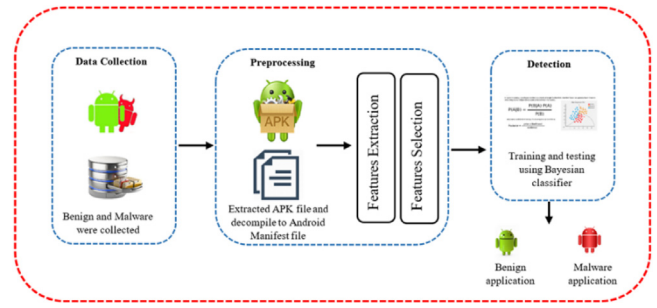 Data Collection
Benign and Malware
were collected
Preprocessing
APK
Extracted APK file and
decompile to Android
Manifest file
Features Extraction
Features Selection
Detection
Training and testing
using Bayesian
classifier
Benign
application
Malware
application